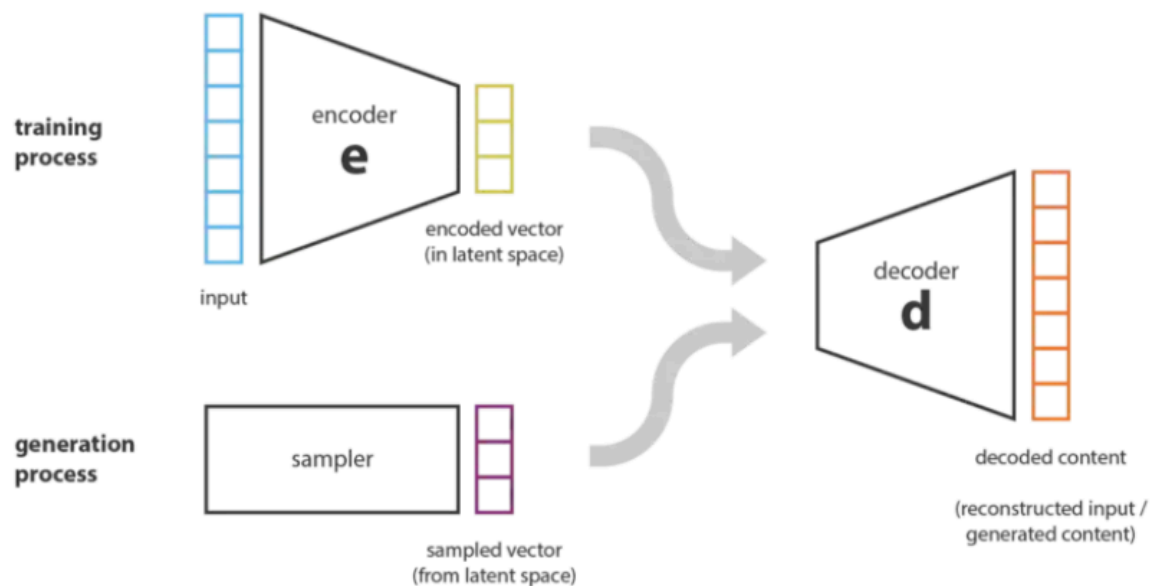 training
process
encoder
e
encoded vector
(in latent space)
input
decoder
d
generation
process
sampler
sampled vector
(from latent space)
decoded content
(reconstructed input /
generated content)